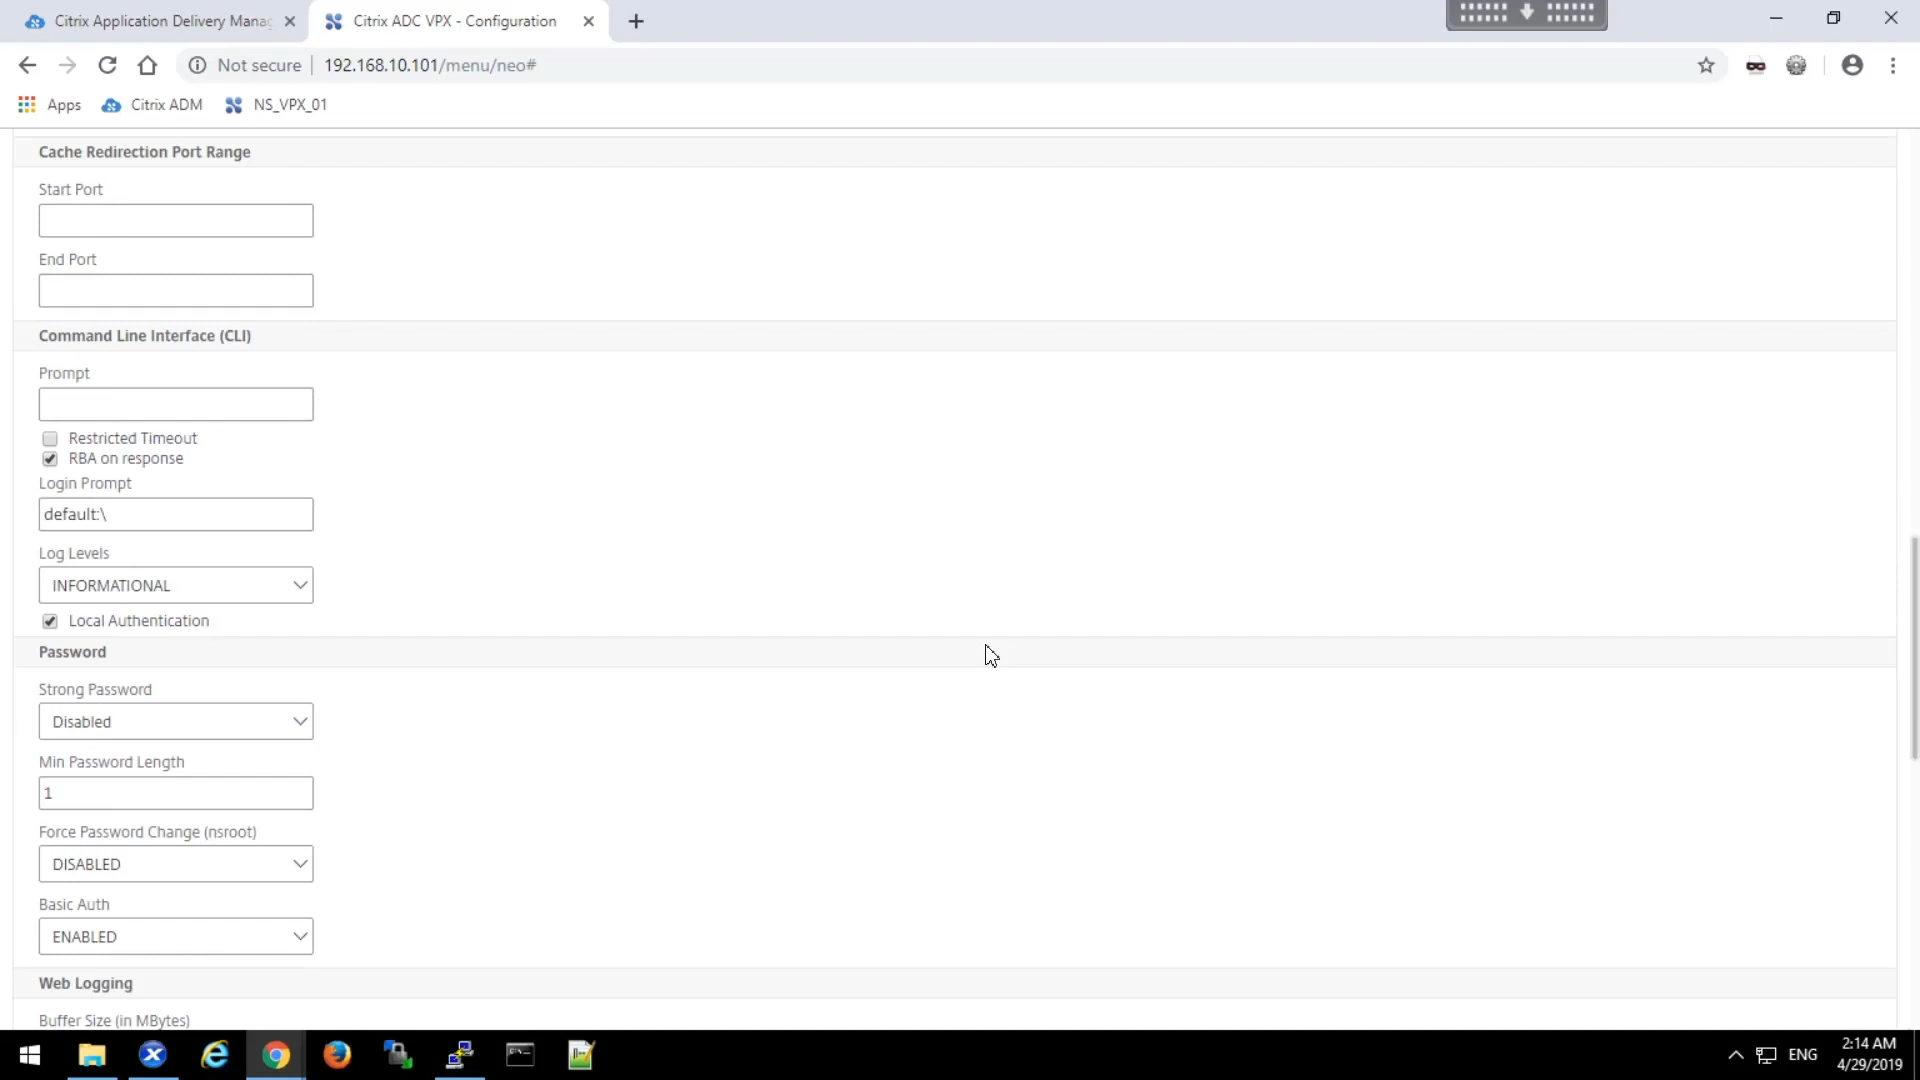 Citrix Application Delivery Mana
Citrix ADC VPX - Configuration
Not secure
192.168.10.101/menu/neo#
Apps
Citrix ADM
NS_VPX_01
Cache Redirection Port Range
Start Port
End Port
Command Line Interface (CLI)
Prompt
Restricted Timeout
RBA on response
Login Prompt
default:\
Log Levels
INFORMATIONAL
Local Authentication
Password
Strong Password
Disabled
Min Password Length
1
Force Password Change (nsroot)
DISABLED
Basic Auth
ENABLED
Web Logging
Buffer Size (in MBytes)
ENG
2:14 AM
4/29/2019